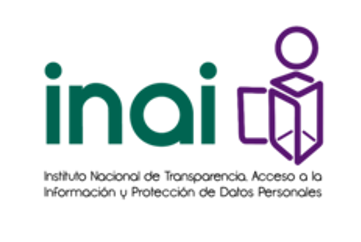 inai
Instituto Nacional de Transparencia. Acceso a la
Información y Protección de Datos Personales